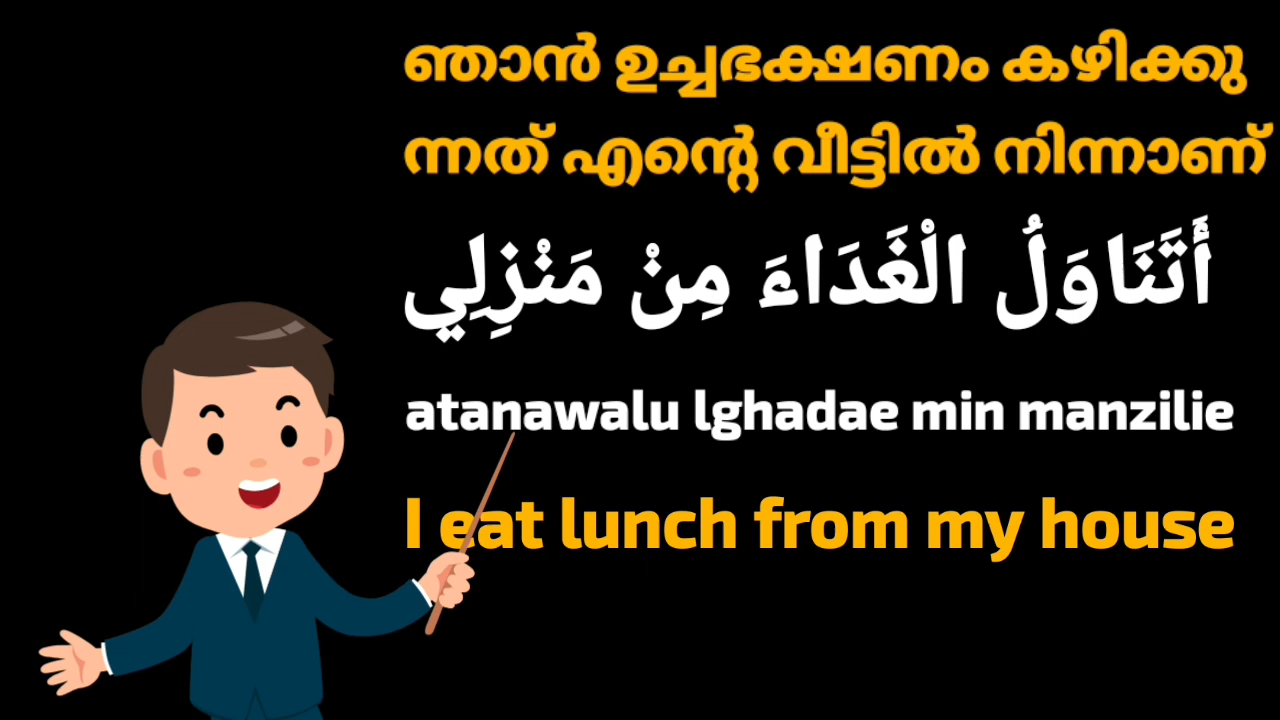 ഞാൻ ഉച്ചഭക്ഷണം കഴിക്കു
ന്നത് എന്റെ വീട്ടിൽ നിന്നാണ്
أَتَنَاوَلُ الْغَدَاءَ مِنْ مَنْزِلِي
atanawalu lghadae min manzilie
I eat lunch from my house